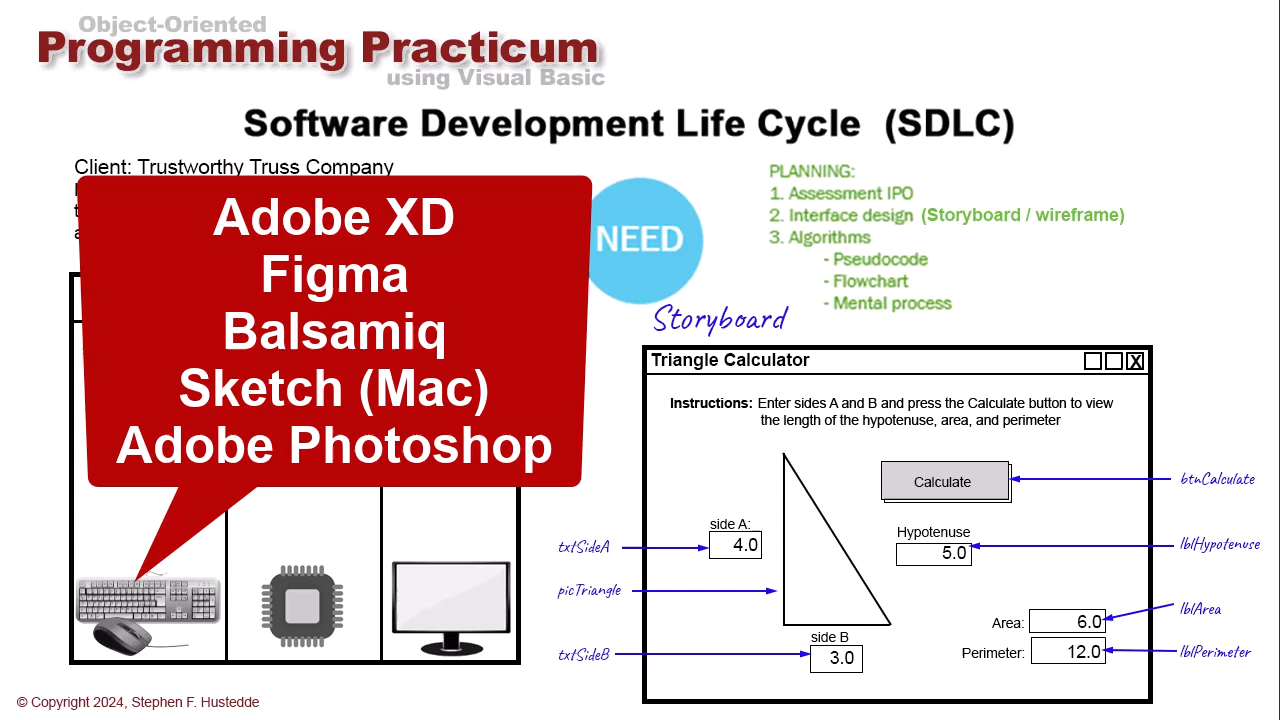 Object-Oriented
Programming Practicum
using Visual Basic
Software Development Life Cycle (SDLC)
Client: Trustworthy Truss Company
Adobe XD
Figma
Balsamiq
Sketch (Mac)
Adobe Photoshop
NEED
PLANNING:
1. Assessment IPO
2. Interface design (Storyboard / wireframe)
3. Algorithms
- Pseudocode
- Flowchart
- Mental process
Storyboard
Triangle Calculator
X
Instructions: Enter sides A and B and press the Calculate button to view
the length of the hypotenuse, area, and perimeter
Calculate
btnCalculate
side A:
4.0
txtSideA
Hypotenuse
5.0
lblHypotenuse
picTriangle
lblArea
Area:
6.0
side B
3.0
txtSideB
Perimeter:
12.0
lblPerimeter
© Copyright 2024, Stephen F. Hustedde